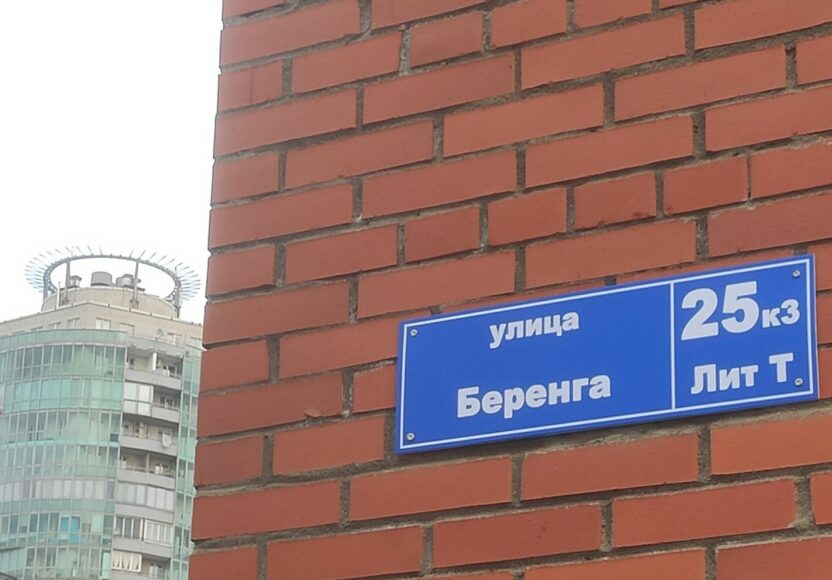 улица
Беренга
25к3
Лит Т